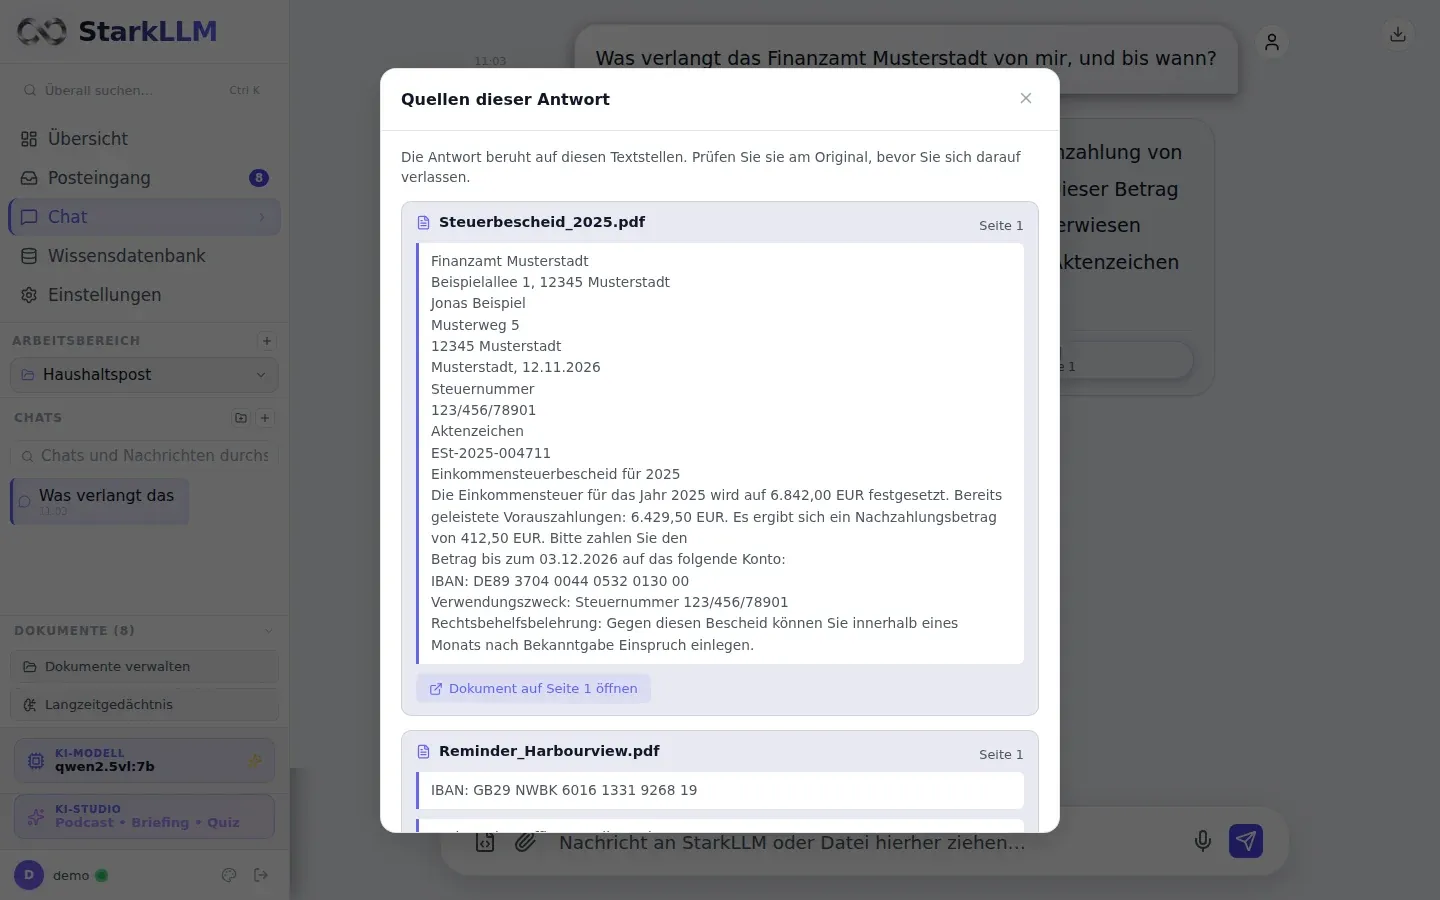 StarkLLM
Überall suchen...
Ctrl K
Übersicht
Posteingang
8
Chat
Wissensdatenbank
Einstellungen
ARBEITSBEREICH
Haushaltspost
CHATS
Chats und Nachrichten durchs
Was verlangt das
11:03
DOKUMENTE (8)
Dokumente verwalten
Langzeitgedächtnis
KI-MODELL
qwen2.5vl:7b
KI-STUDIO
Podcast • Briefing • Quiz
D
demo
11:03
Was verlangt das Finanzamt Musterstadt von mir, und bis wann?
nzahlung von
ieser Betrag
erwiesen
Aktenzeichen
e 1
Quellen dieser Antwort
Die Antwort beruht auf diesen Textstellen. Prüfen Sie sie am Original, bevor Sie sich darauf
verlassen.
Steuerbescheid_2025.pdf
Seite 1
Finanzamt Musterstadt
Beispielallee 1, 12345 Musterstadt
Jonas Beispiel
Musterweg 5
12345 Musterstadt
Musterstadt, 12.11.2026
Steuernummer
123/456/78901
Aktenzeichen
ESt-2025-004711
Einkommensteuerbescheid für 2025
Die Einkommensteuer für das Jahr 2025 wird auf 6.842,00 EUR festgesetzt. Bereits
geleistete Vorauszahlungen: 6.429,50 EUR. Es ergibt sich ein Nachzahlungsbetrag
von 412,50 EUR. Bitte zahlen Sie den
Betrag bis zum 03.12.2026 auf das folgende Konto:
IBAN: DE89 3704 0044 0532 0130 00
Verwendungszweck: Steuernummer 123/456/78901
Rechtsbehelfsbelehrung: Gegen diesen Bescheid können Sie innerhalb eines
Monats nach Bekanntgabe Einspruch einlegen.
Dokument auf Seite 1 öffnen
Reminder_Harbourview.pdf
Seite 1
IBAN: GB29 NWBK 6016 1331 9268 19
Nachricht an StarkLLM oder Datei hierher ziehen...